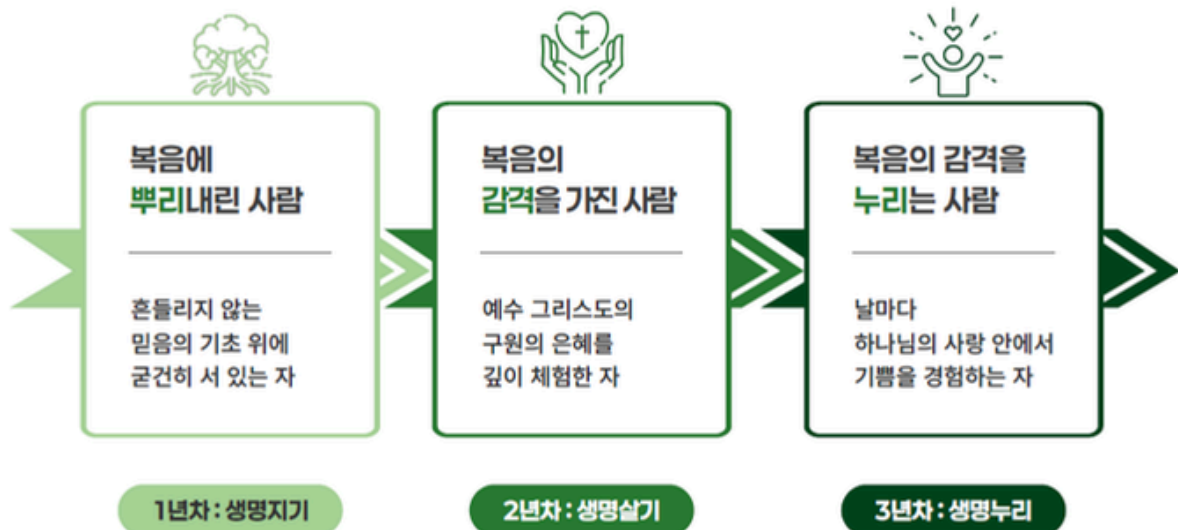 복음에
뿌리내린 사람
흔들리지 않는
믿음의 기초 위에
굳건히 서 있는 자
1년차 : 생명지기
복음의
감격을 가진 사람
예수 그리스도의
구원의 은혜를
깊이 체험한 자
2년차 : 생명살기
복음의 감격을
누리는 사람
날마다
하나님의 사랑 안에서
기쁨을 경험하는 자
3년차 : 생명누리